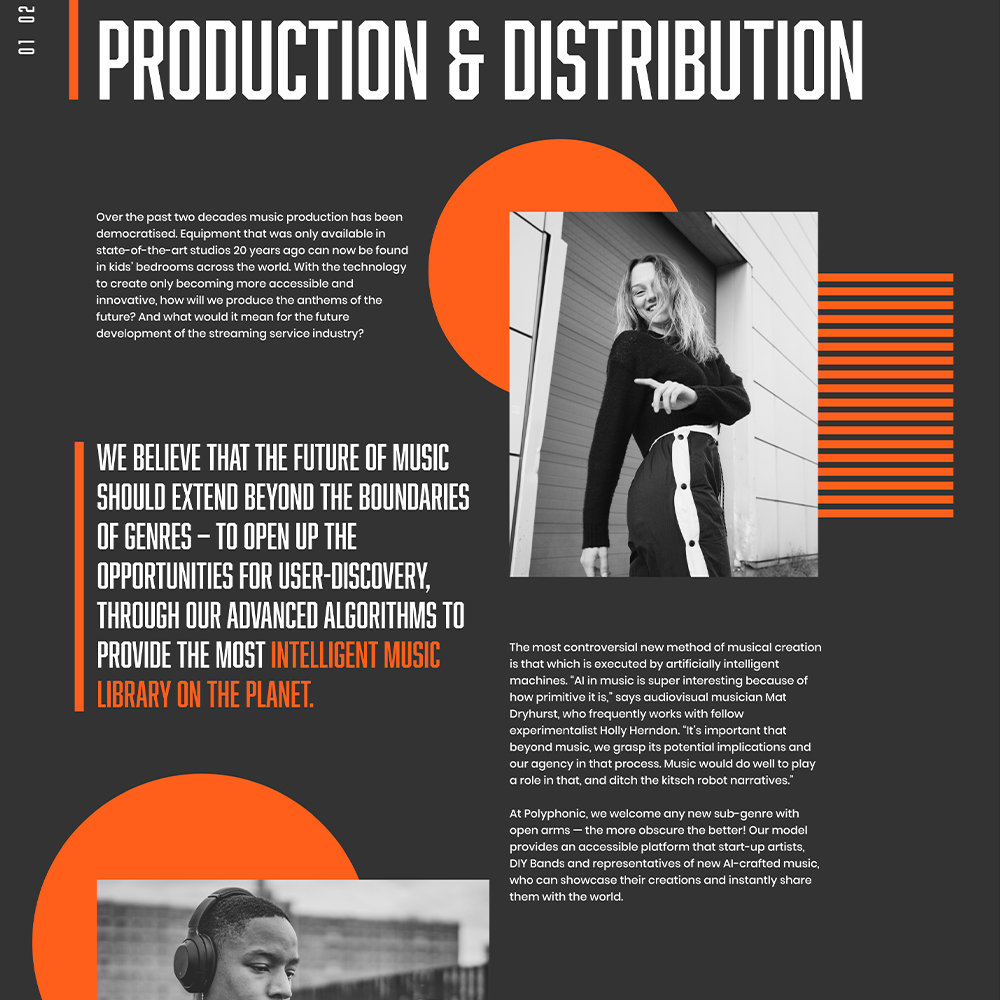 01 02
PRODUCTION & DISTRIBUTION
Over the past two decades music production has been
democratised. Equipment that was only available in
state-of-the-art studios 20 years ago can now be found
in kids' bedrooms across the world. With the technology
to create only becoming more accessible and
innovative, how will we produce the anthems of the
future? And what would it mean for the future
development of the streaming service industry?
WE BELIEVE THAT THE FUTURE OF MUSIC
SHOULD EXTEND BEYOND THE BOUNDARIES
OF GENRES – TO OPEN UP THE
OPPORTUNITIES FOR USER-DISCOVERY,
THROUGH OUR ADVANCED ALGORITHMS TO
PROVIDE THE MOST INTELLIGENT MUSIC
LIBRARY ON THE PLANET.
The most controversial new method of musical creation
is that which is executed by artificially intelligent
machines. “AI in music is super interesting because of
how primitive it is,” says audiovisual musician Mat
Dryhurst, who frequently works with fellow
experimentalist Holly Herndon. “It’s important that
beyond music, we grasp its potential implications and
our agency in that process. Music would do well to play
a role in that, and ditch the kitsch robot narratives.”
At Polyphonic, we welcome any new sub-genre with
open arms — the more obscure the better! Our model
provides an accessible platform that start-up artists,
DIY Bands and representatives of new AI-crafted music,
who can showcase their creations and instantly share
them with the world.